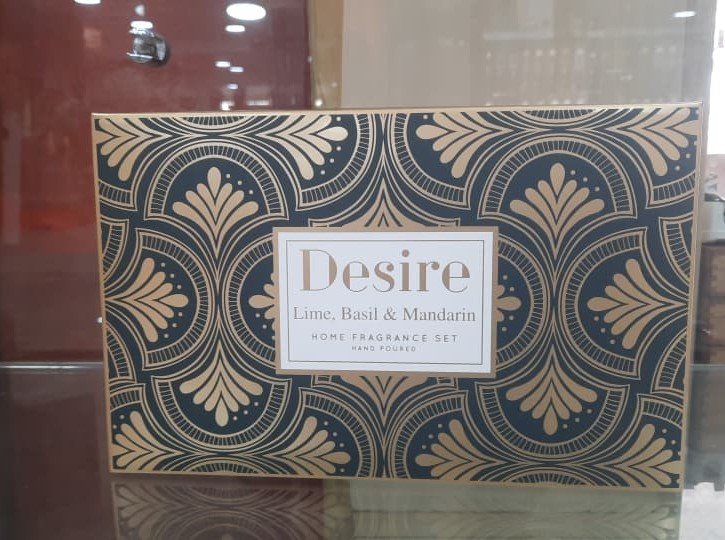 Desire
Lime, Basil & Mandarin
HOME FRAGRANCE SET
HAND POURED